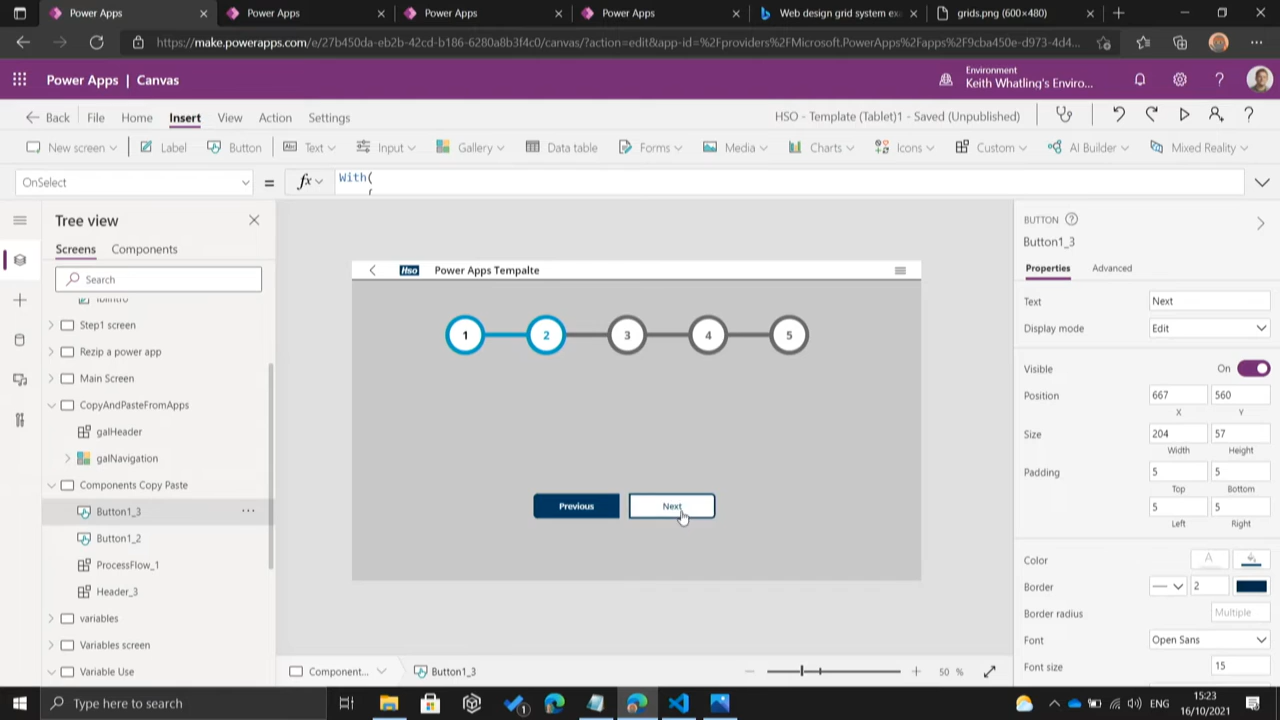 Power Apps
Power Apps
Power Apps
Power Apps
Web design grid system exa
grids.png (600×480)
https://make.powerapps.com/e/27b450da-eb2b-42cd-b186-6280a8b3f4c0/canvas/?action=edit&app-id=%2Fproviders%2FMicrosoft.PowerApps%2Fapps%2F9cba450e-d973-4d4...
Power Apps | Canvas
Environment
Keith Whatling's Enviro...
Back File Home Insert View Action Settings
HSO - Template (Tablet)1 - Saved (Unpublished)
New screen Label Button Text Input Gallery Data table Forms Media Charts Icons Custom AI Builder Mixed Reality
OnSelect = fx With(
{
Tree view
Screens Components
Search
lblIntro
Step1 screen
Rezip a power app
Main Screen
CopyAndPasteFromApps
galHeader
galNavigation
Components Copy Paste
Button1_3 ...
Button1_2
ProcessFlow_1
Header_3
variables
Variables screen
Variable Use
Hso Power Apps Tempalte
1 2 3 4 5
Previous Next
Component... Button1_3
50 %
BUTTON
Button1_3
Properties Advanced
Text Next
Display mode Edit
Visible On
Position 667 560
X Y
Size 204 57
Width Height
Padding 5 5
Top Bottom
5 5
Left Right
Color A
Border 2
Border radius Multiple
Font Open Sans
Font size 15
Type here to search
1
ENG
15:23
16/10/2021